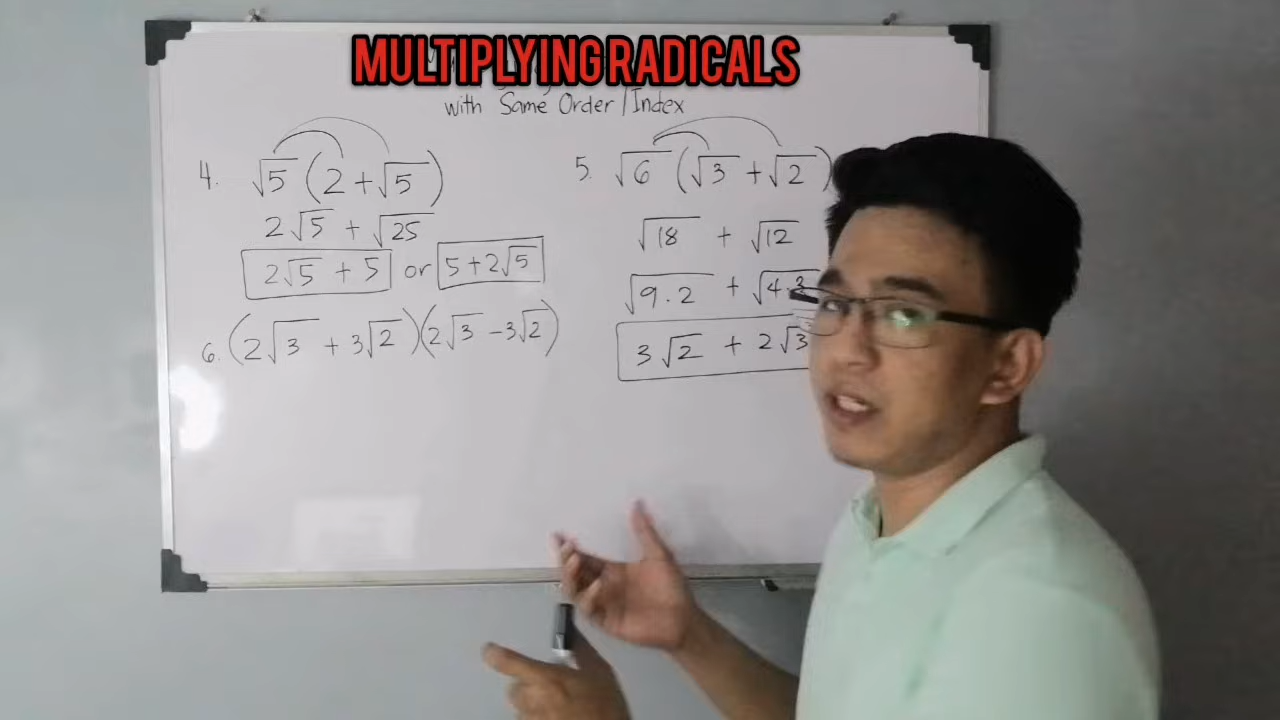 MULTIPLYING RADICALS
with Same Order/Index
4. √5 (2 + √5)
2√5 + √25
2√5 + 5 or 5 + 2√5
6. (2√3 + 3√2)(2√3 - 3√2)
5. √6 (√3 + √2)
√18 + √12
√9·2 + √4·3
3√2 + 2√3